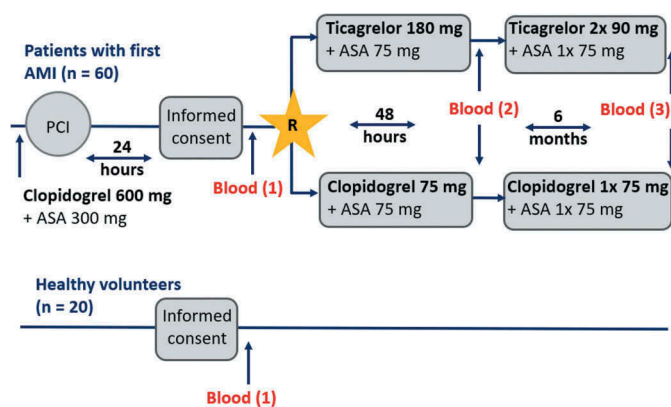 Patients with first
AMI (n = 60)
PCI
24
hours
Clopidogrel 600 mg
+ ASA 300 mg
Informed
consent
Blood (1)
R
Ticagrelor 180 mg
+ ASA 75 mg
48
hours
Clopidogrel 75 mg
+ ASA 75 mg
Blood (2)
Ticagrelor 2x 90 mg
+ ASA 1x 75 mg
6
months
Clopidogrel 1x 75 mg
+ ASA 1x 75 mg
Blood (3)
Healthy volunteers
(n = 20)
Informed
consent
Blood (1)